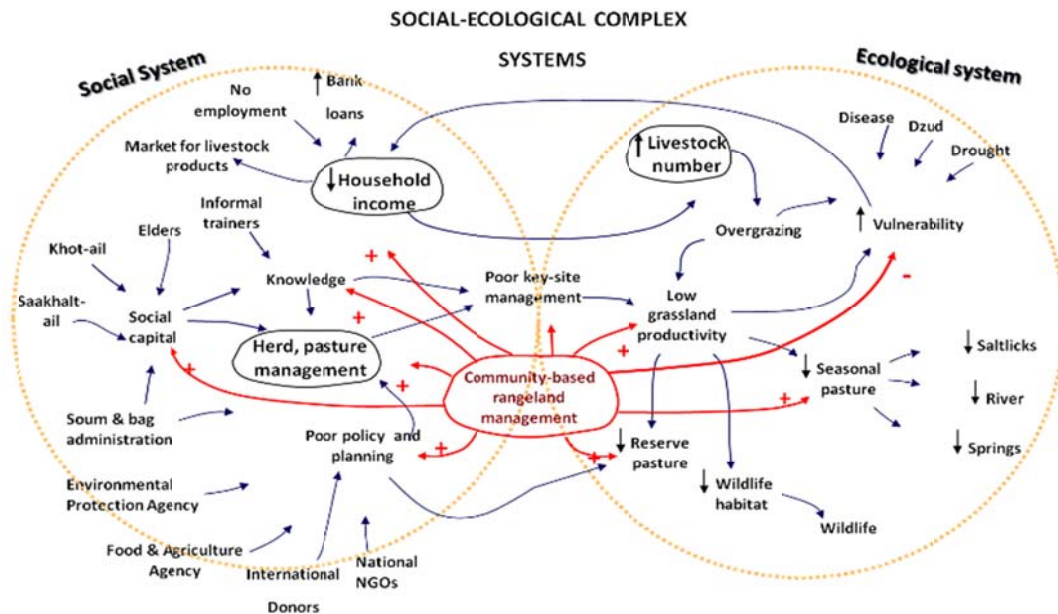 SOCIAL-ECOLOGICAL COMPLEX
SYSTEMS
Social System
Ecological system
Bank
loans
No
employment
Market for livestock
products
Household
income
Livestock
number
Disease
Dzud
Drought
Vulnerability
Overgrazing
Informal
trainers
Elders
Khot-ail
Saakhalt-
ail
Social
capital
Knowledge
Poor key-site
management
Low
grassland
productivity
+
+
+
-
Herd, pasture
management
Community-based
rangeland
management
Seasonal
pasture
Saltlicks
River
Springs
+
+
+
Soum & bag
administration
Poor policy and
planning
+
+
Reserve
pasture
Wildlife
habitat
Wildlife
Environmental
Protection Agency
Food & Agriculture
Agency
International
Donors
National
NGOs